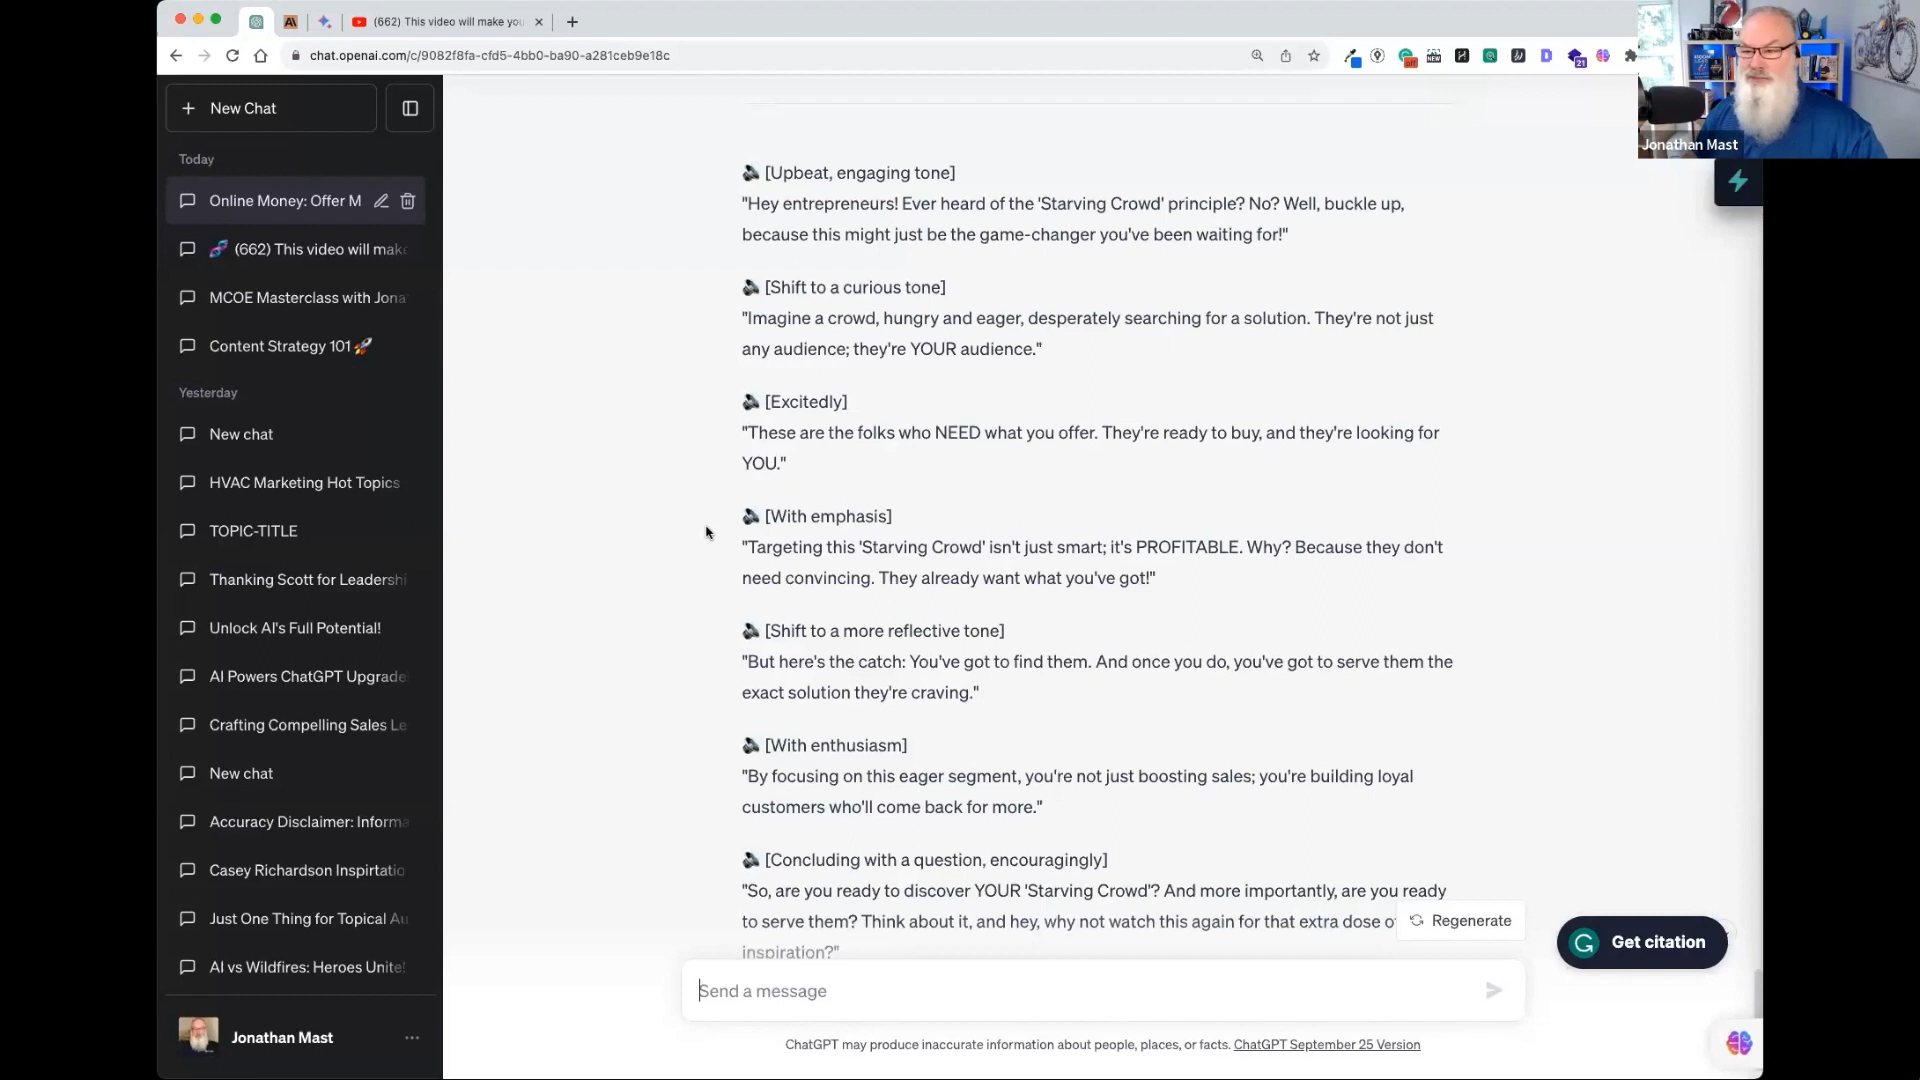 (662) This video will make you
chat.openai.com/c/9082f8fa-cfd5-4bb0-ba90-a281ceb9e18c
off
NEW
21
Jonathan Mast
New Chat
Today
Online Money: Offer M
(662) This video will make
MCOE Masterclass with Jona
Content Strategy 101 🚀
Yesterday
New chat
HVAC Marketing Hot Topics
TOPIC-TITLE
Thanking Scott for Leadershi
Unlock AI's Full Potential!
AI Powers ChatGPT Upgrade
Crafting Compelling Sales Le
New chat
Accuracy Disclaimer: Informa
Casey Richardson Inspirtatio
Just One Thing for Topical Au
AI vs Wildfires: Heroes Unite!
Jonathan Mast
🔈 [Upbeat, engaging tone]
"Hey entrepreneurs! Ever heard of the 'Starving Crowd' principle? No? Well, buckle up,
because this might just be the game-changer you've been waiting for!"
🔈 [Shift to a curious tone]
"Imagine a crowd, hungry and eager, desperately searching for a solution. They're not just
any audience; they're YOUR audience."
🔈 [Excitedly]
"These are the folks who NEED what you offer. They're ready to buy, and they're looking for
YOU."
🔈 [With emphasis]
"Targeting this 'Starving Crowd' isn't just smart; it's PROFITABLE. Why? Because they don't
need convincing. They already want what you've got!"
🔈 [Shift to a more reflective tone]
"But here's the catch: You've got to find them. And once you do, you've got to serve them the
exact solution they're craving."
🔈 [With enthusiasm]
"By focusing on this eager segment, you're not just boosting sales; you're building loyal
customers who'll come back for more."
🔈 [Concluding with a question, encouragingly]
"So, are you ready to discover YOUR 'Starving Crowd'? And more importantly, are you ready
to serve them? Think about it, and hey, why not watch this again for that extra dose o
inspiration?"
Regenerate
Get citation
Send a message
ChatGPT may produce inaccurate information about people, places, or facts. ChatGPT September 25 Version